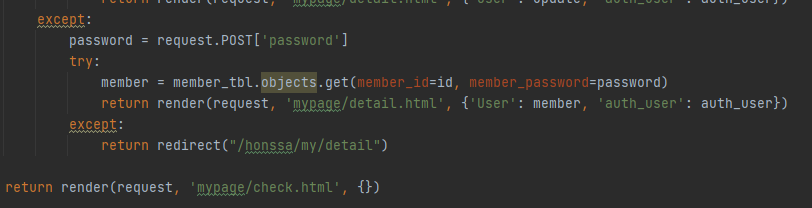 return render(request, 'mypage/detail.html', {'User': update, 'auth_user': auth_user})
except:
password = request.POST['password']
try:
member = member_tbl.objects.get(member_id=id, member_password=password)
return render(request, 'mypage/detail.html', {'User': member, 'auth_user': auth_user})
except:
return redirect("/honssa/my/detail")
return render(request, 'mypage/check.html', {})